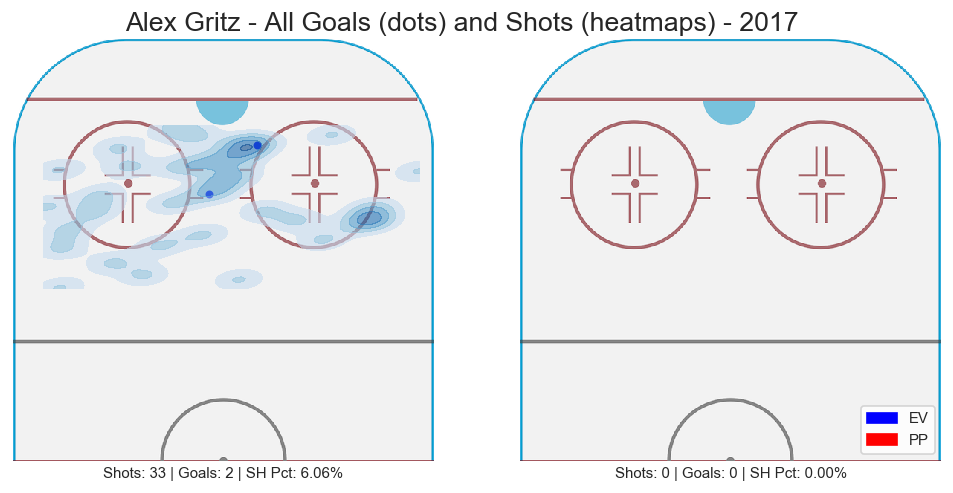 Alex Gritz - All Goals (dots) and Shots (heatmaps) - 2017
EV
PP
Shots: 33 | Goals: 2 | SH Pct: 6.06%
Shots: 0 | Goals: 0 | SH Pct: 0.00%